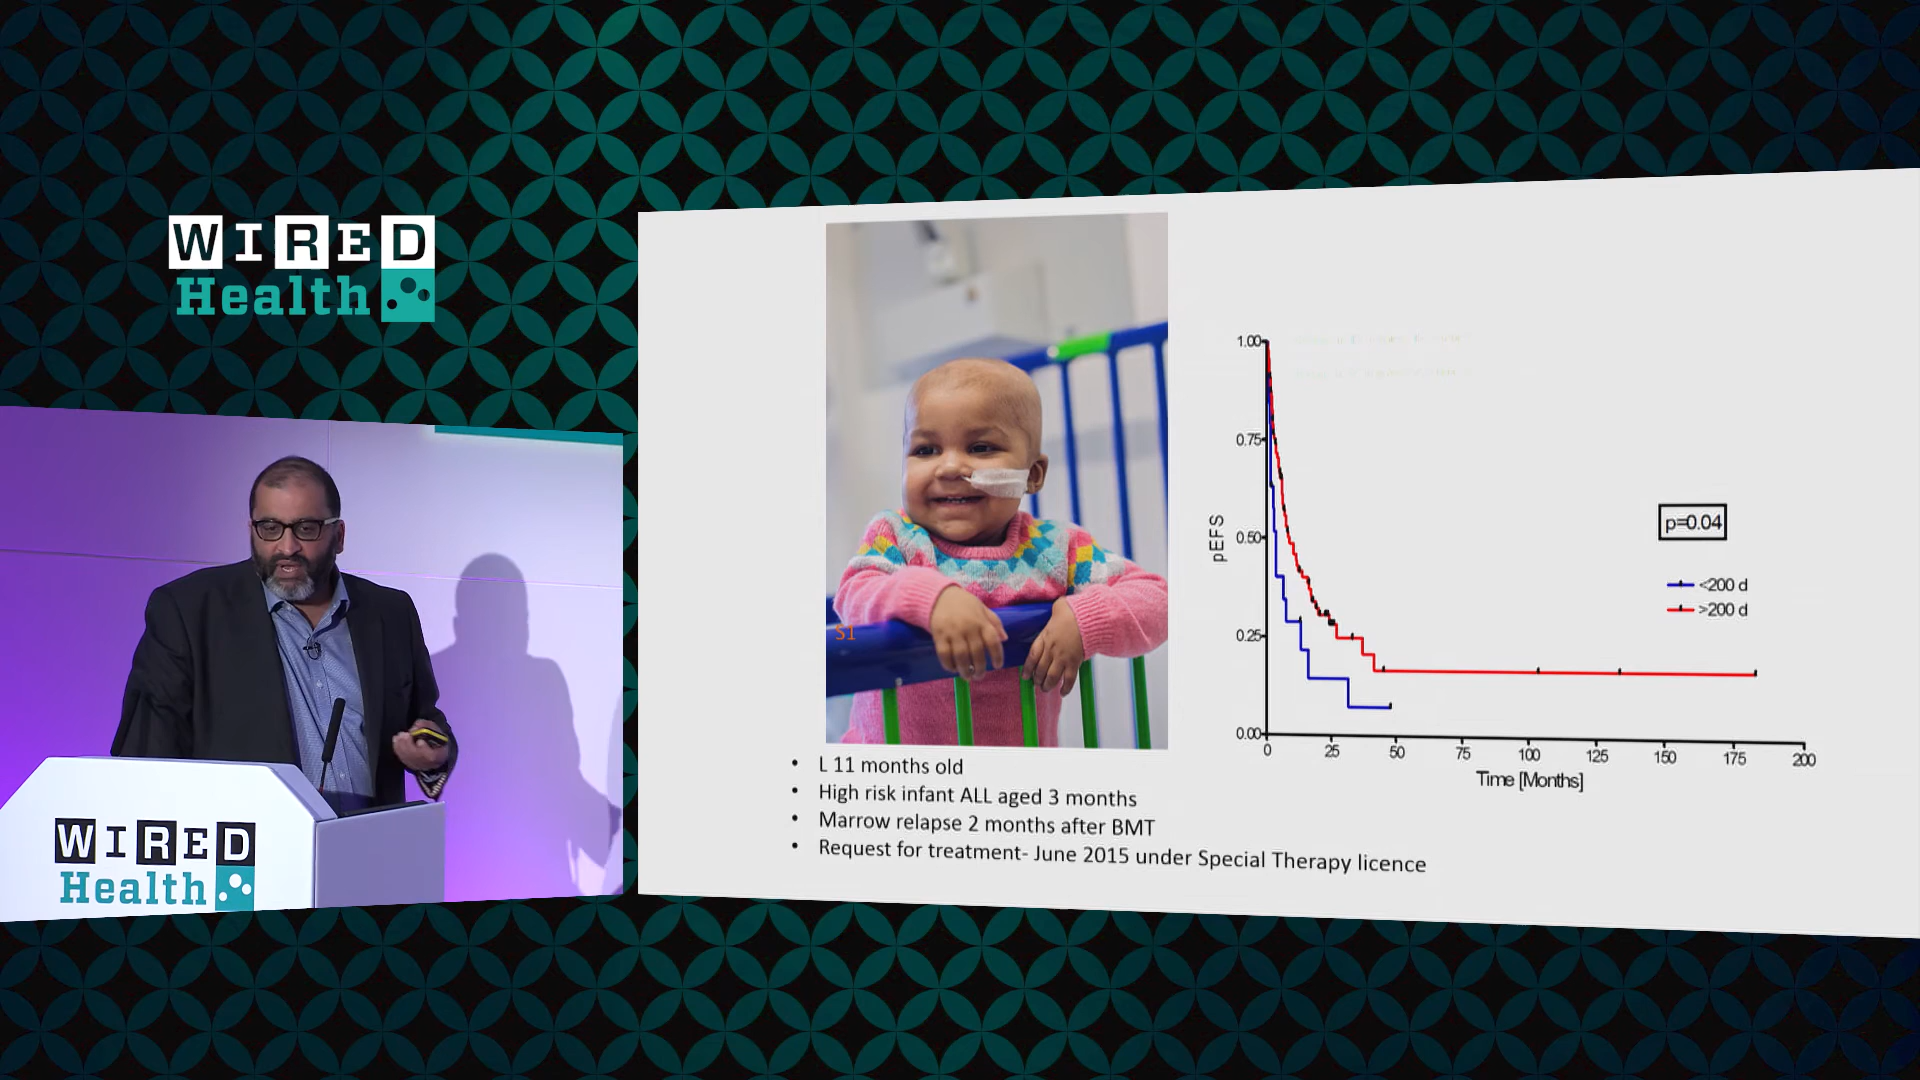 WIRED
Health
WIRED
Health
S1
L 11 months old
High risk infant ALL aged 3 months
Marrow relapse 2 months after BMT
Request for treatment- June 2015 under Special Therapy licence
pEFS
1.00
0.75
0.50
0.25
0.00
0 25 50 75 100 125 150 175 200
Time [Months]
p=0.04
<200 d
>200 d